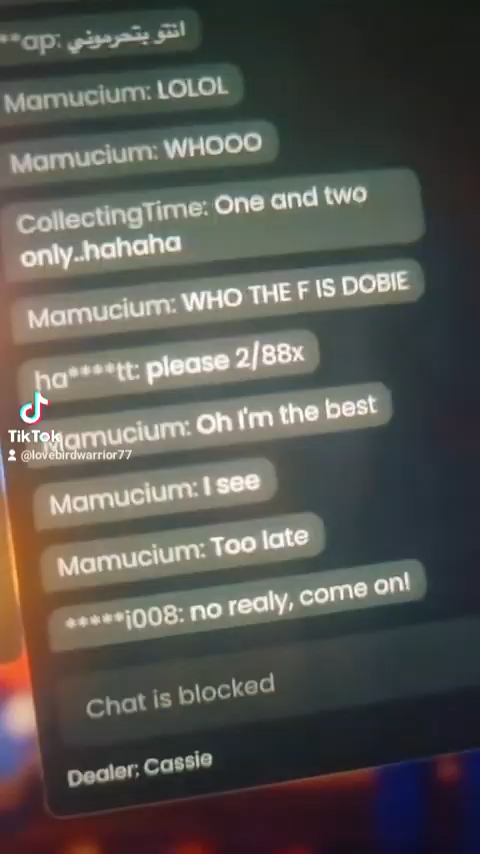 **ap: انتو بتحرموني
Mamucium: LOLOL
Mamucium: WHOOO
CollectingTime: One and two
only..hahaha
Mamucium: WHO THE F IS DOBIE
ha****tt: please 2/88x
Mamucium: Oh I'm the best
TikTok
@lovebirdwarrior77
Mamucium: I see
Mamucium: Too late
*****i008: no realy, come on!
Chat is blocked
Dealer: Cassie